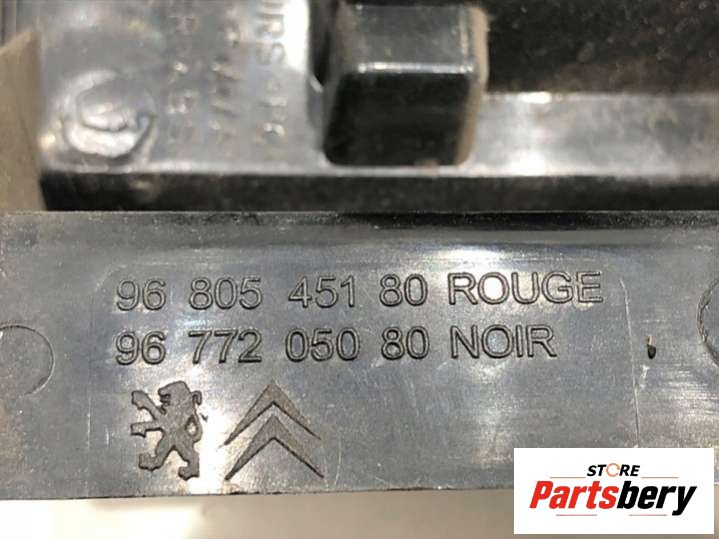 96 805 451 80 ROUGE
96 772 050 80 NOIR
STORE
Partsbery